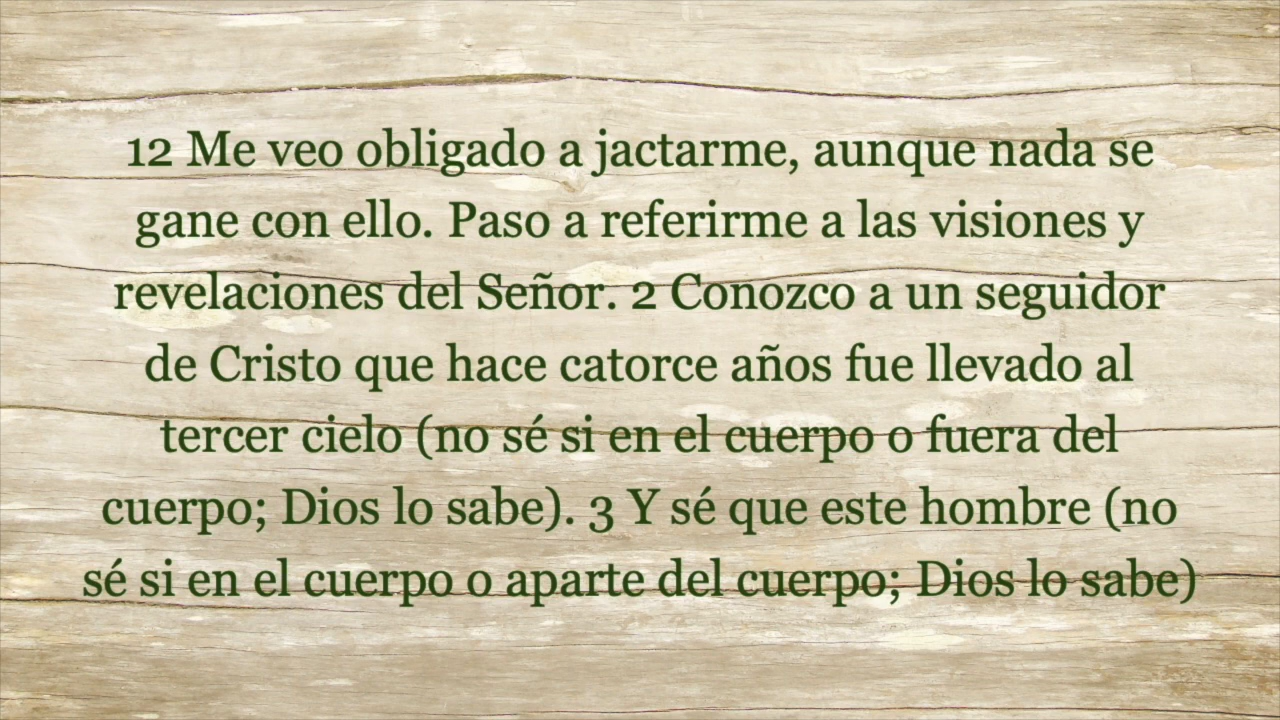 12 Me veo obligado a jactarme, aunque nada se
gane con ello. Paso a referirme a las visiones y
revelaciones del Señor. 2 Conozco a un seguidor
de Cristo que hace catorce años fue llevado al
tercer cielo (no sé si en el cuerpo o fuera del
cuerpo; Dios lo sabe). 3 Y sé que este hombre (no
sé si en el cuerpo o aparte del cuerpo; Dios lo sabe)